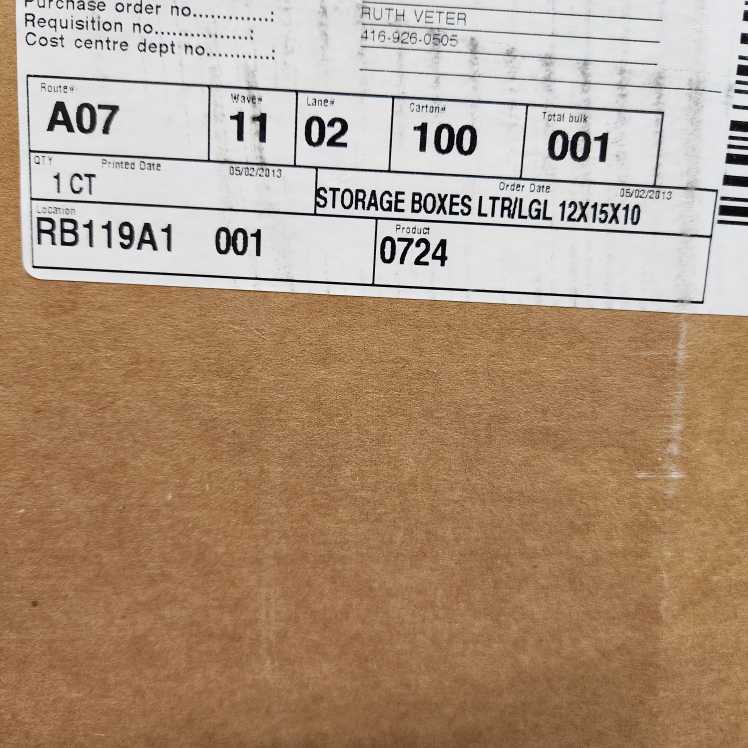 Purchase order no............: RUTH VETER
Requisition no...............: 416-926-0505
Cost centre dept no..........:
Route# Wave# Lane# Carton# Total bulk
A07 11 02 100 001
QTY Printed Date 05/02/2013 Order Date 05/02/2013
1 CT STORAGE BOXES LTR/LGL 12X15X10
Location Product
RB119A1 001 0724